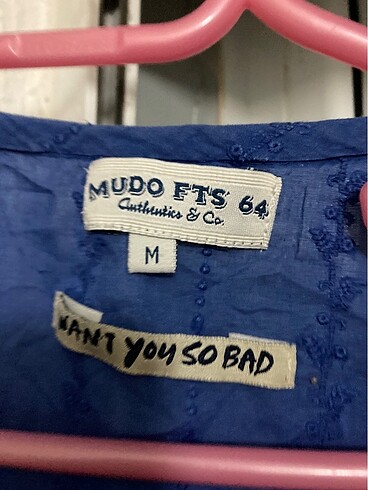 MUDO FTS 64
Authentics & Co.
M
WANT YOU SO BAD